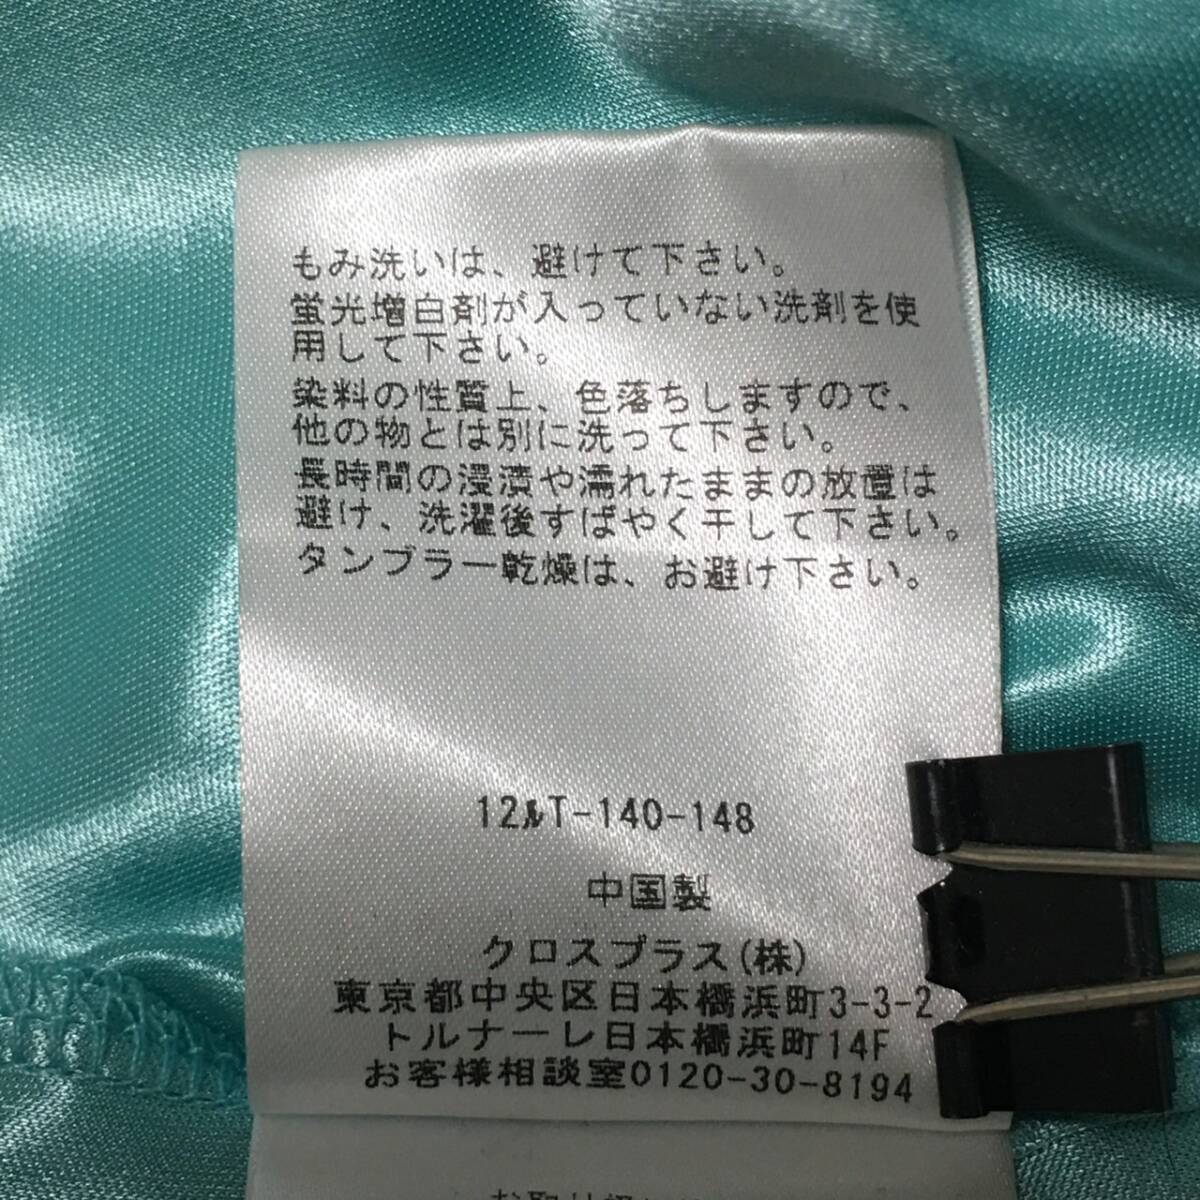 もみ洗いは、避けて下さい。
蛍光増白剤が入っていない洗剤を使
用して下さい。
染料の性質上、色落ちしますので、
他の物とは別に洗って下さい。
長時間の浸漬や濡れたままの放置は
避け、洗濯後すばやく干して下さい。
タンブラー乾燥は、お避け下さい。
12ルT-140-148
中国製
クロスプラス(株)
東京都中央区日本橋浜町3-3-2
トルナーレ日本橋浜町14F
お客様相談室0120-30-8194